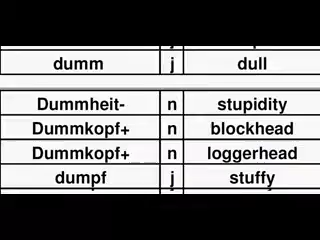 dumm j dull
Dummheit- n stupidity
Dummkopf+ n blockhead
Dummkopf+ n loggerhead
dumpf j stuffy